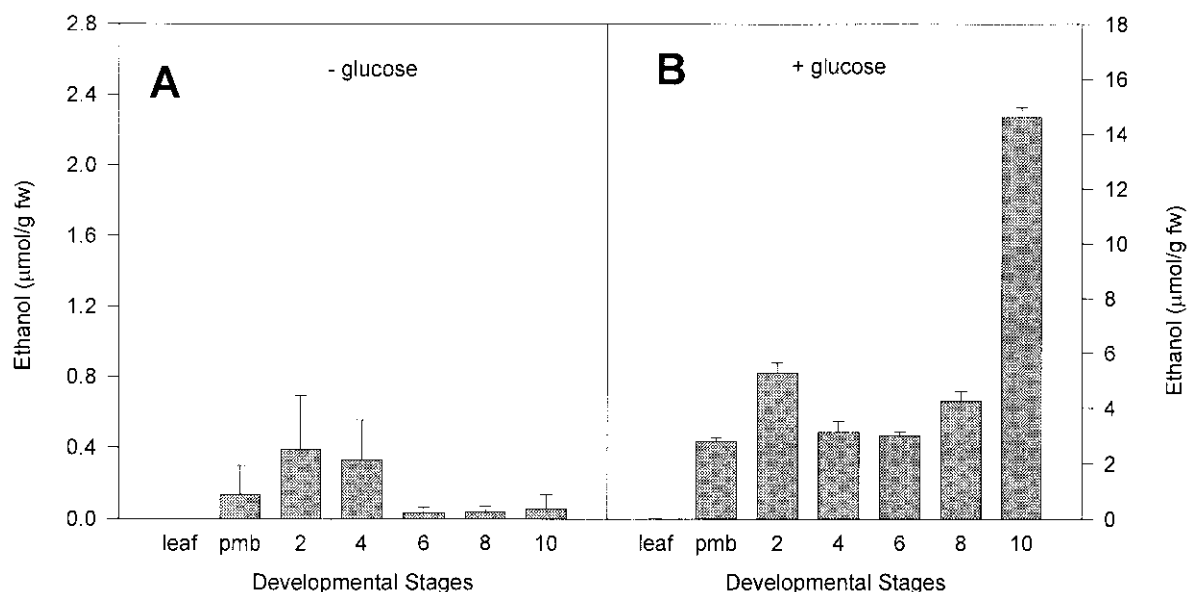 A
- glucose
B
+ glucose
Ethanol (μmol/g fw)
2.8
2.4
2.0
1.6
1.2
0.8
0.4
0.0
18
16
14
12
10
8
6
4
2
0
Ethanol (μmol/g fw)
leaf pmb 2 4 6 8 10
leaf pmb 2 4 6 8 10
Developmental Stages
Developmental Stages